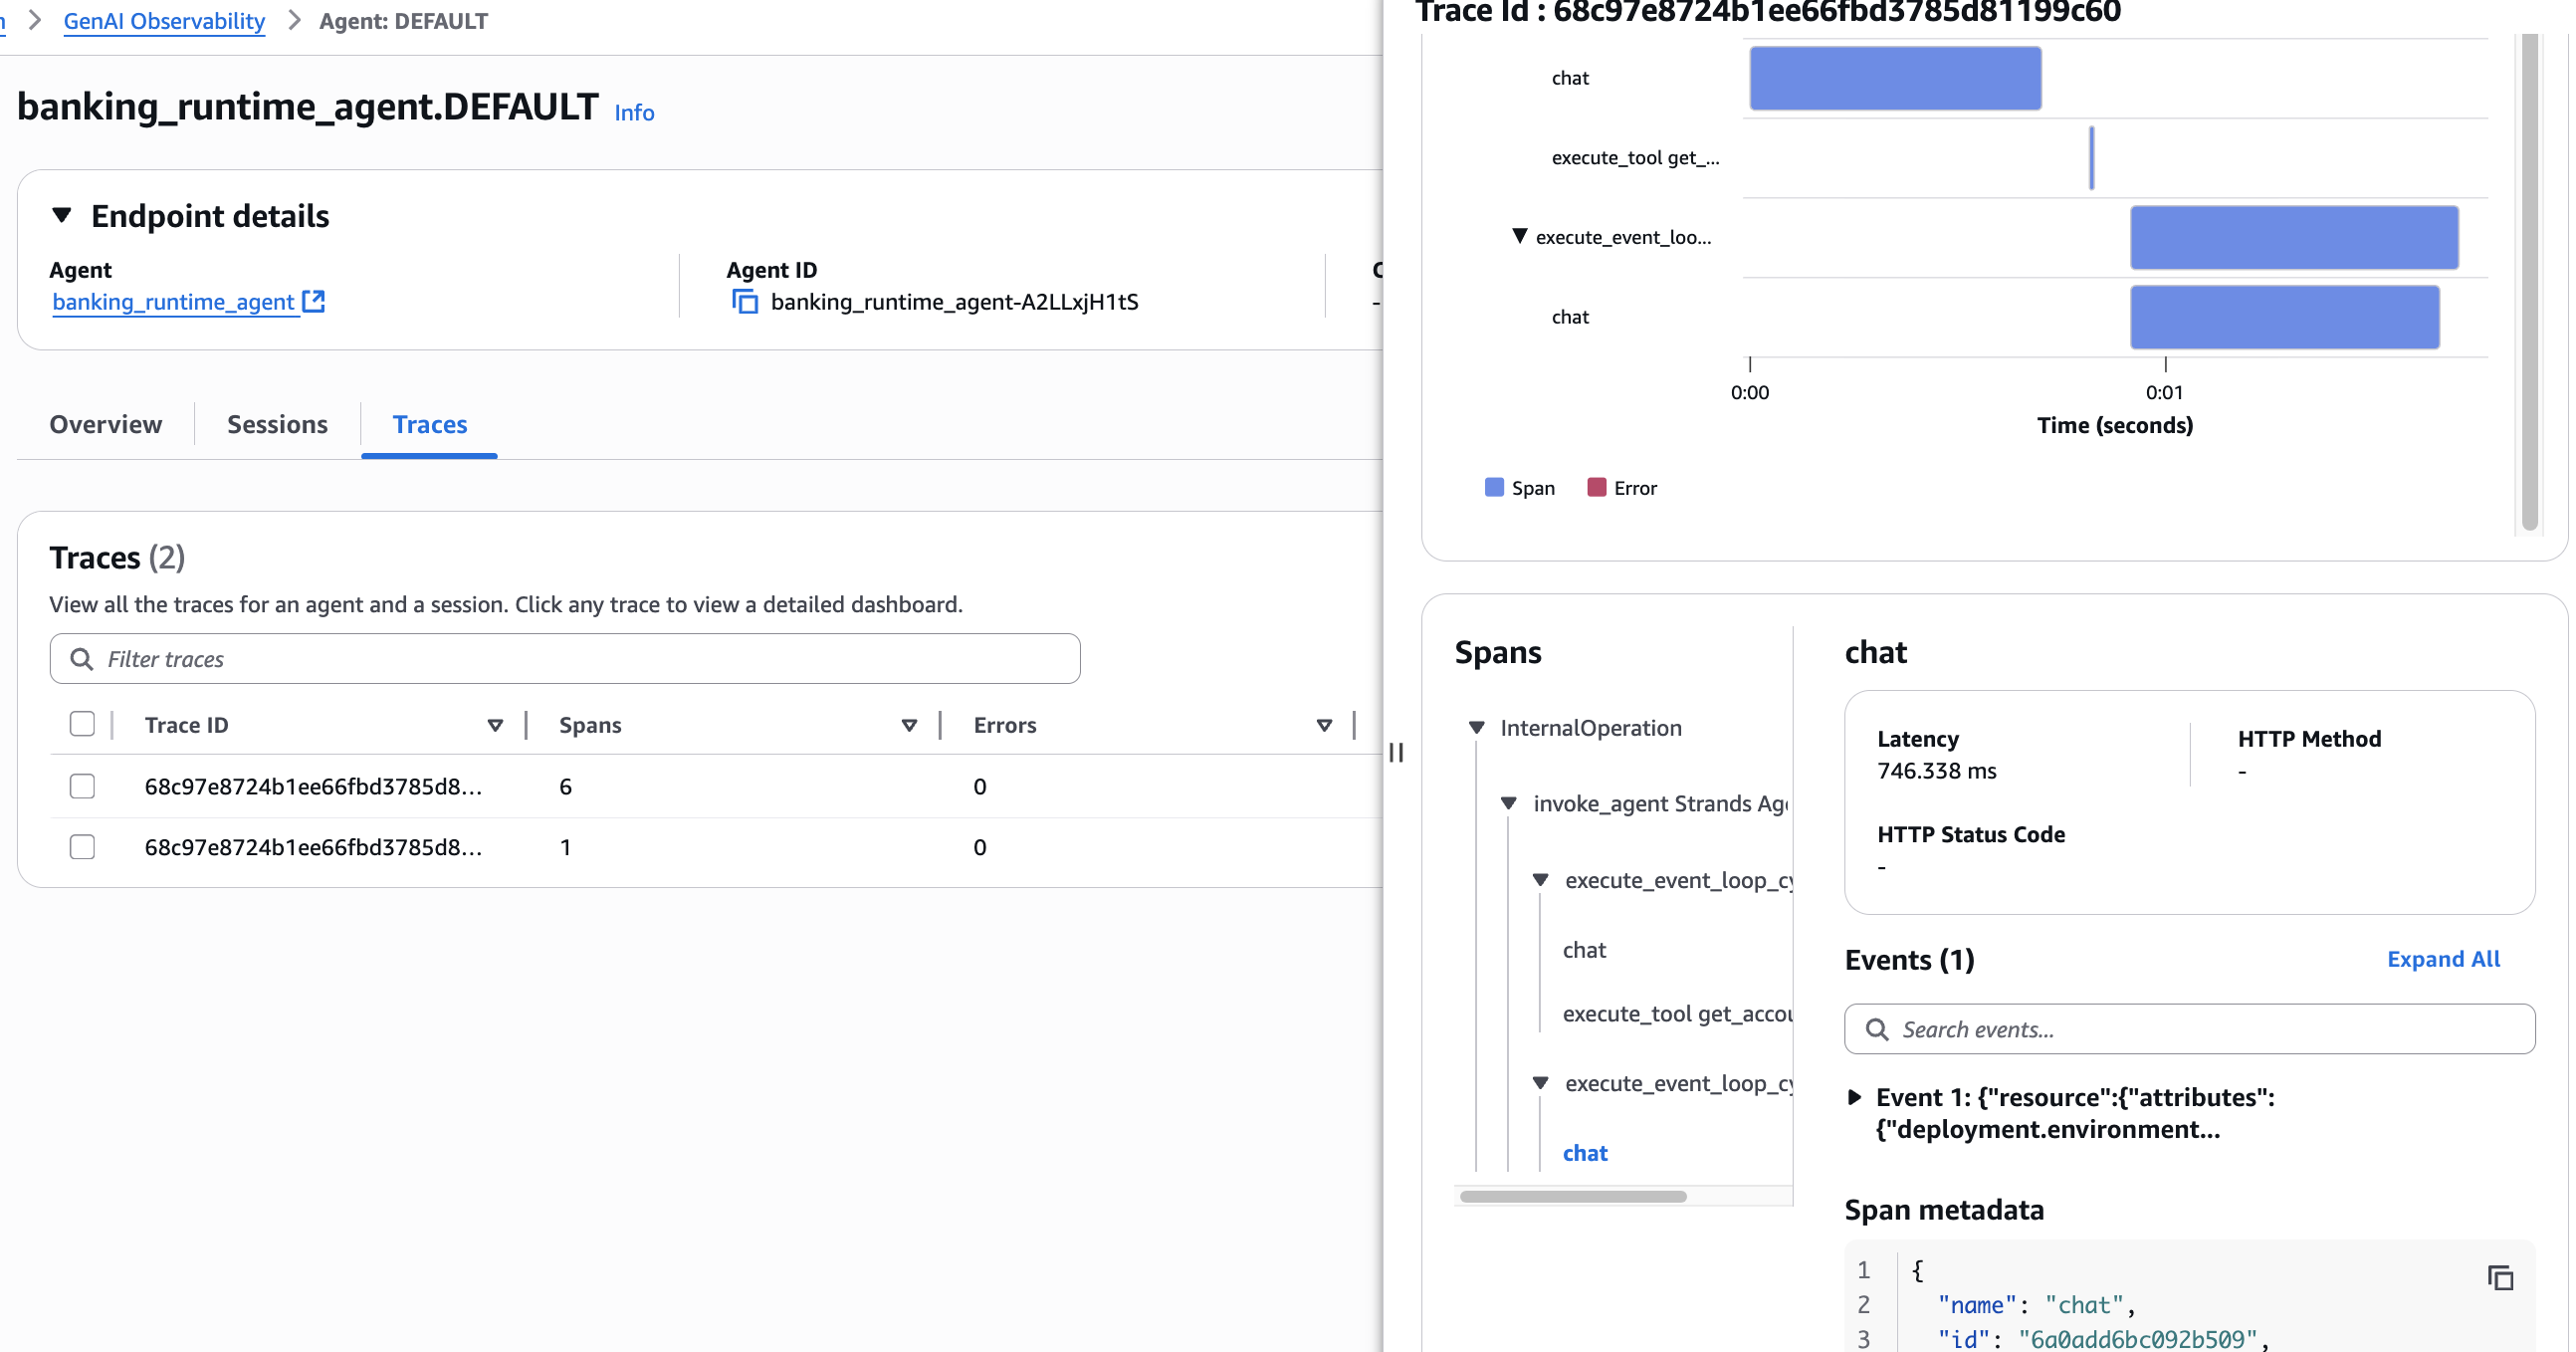 GenAI Observability
Agent: DEFAULT
banking_runtime_agent.DEFAULT Info
Endpoint details
Agent
banking_runtime_agent
Agent ID
banking_runtime_agent-A2LLxjH1tS
-
Overview
Sessions
Traces
Traces (2)
View all the traces for an agent and a session. Click any trace to view a detailed dashboard.
Filter traces
Trace ID Spans Errors
68c97e8724b1ee66fbd3785d8... 6 0
68c97e8724b1ee66fbd3785d8... 1 0
Trace Id : 68c97e8724b1ee66fbd3785d81199c60
chat
execute_tool get_...
execute_event_loo...
chat
0:00 0:01
Time (seconds)
Span Error
Spans
InternalOperation
invoke_agent Strands Ag
execute_event_loop_c
chat
execute_tool get_accou
execute_event_loop_c
chat
chat
Latency
746.338 ms
HTTP Method
-
HTTP Status Code
-
Events (1)
Expand All
Search events...
Event 1: {"resource":{"attributes":
{"deployment.environment...
Span metadata
1 {
2 "name": "chat",
3 "id": "6a0add6bc092b509",